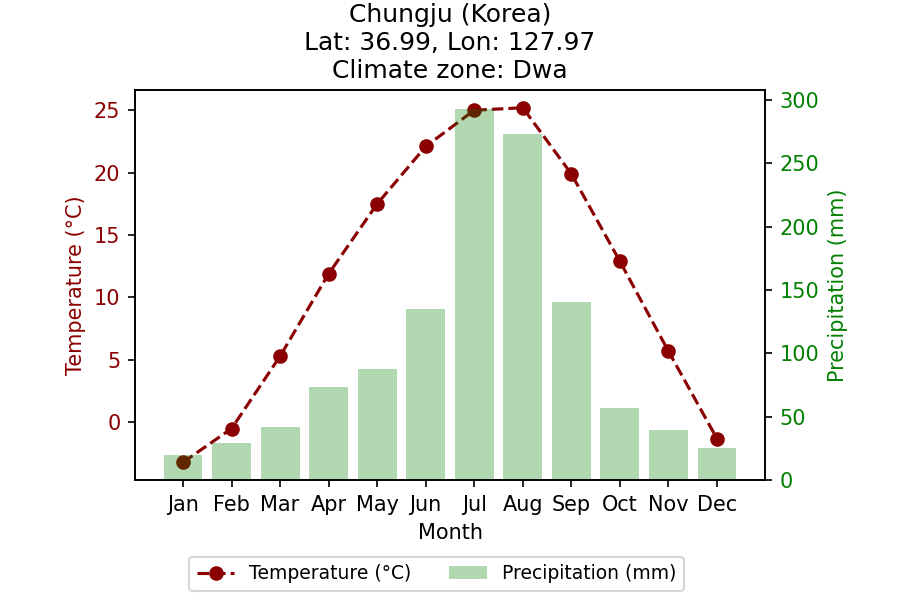 Chungju (Korea)
Lat: 36.99, Lon: 127.97
Climate zone: Dwa
25
20
15
10
5
0
Temperature (°C)
300
250
200
150
100
50
0
Precipitation (mm)
Jan Feb Mar Apr May Jun Jul Aug Sep Oct Nov Dec
Month
Temperature (°C) Precipitation (mm)